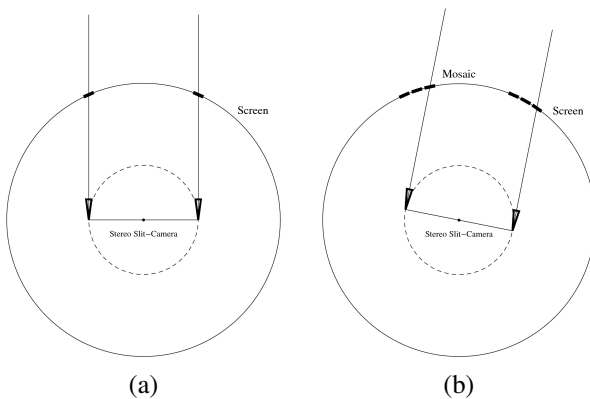 Screen
Stereo Slit−Camera
(a)
Mosaic
Screen
Stereo Slit−Camera
(b)